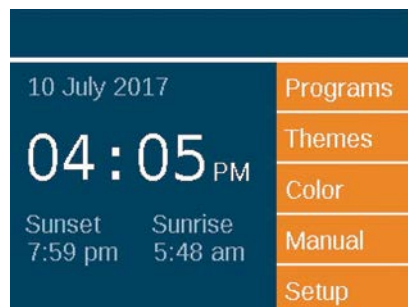 10 July 2017
04:05 PM
Sunset Sunrise
7:59 pm 5:48 am
Programs
Themes
Color
Manual
Setup